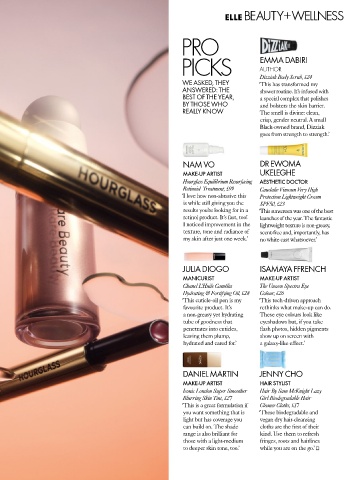 ELLE BEAUTY+WELLNESS
HOURGLASS
are Beauty
HOURGLASS
PRO
PICKS
WE ASKED, THEY
ANSWERED: THE
BEST OF THE YEAR,
BY THOSE WHO
REALLY KNOW
DIZZIAK
EMMA DABIRI
AUTHOR
Dizziak Body Scrub, £20
'This has transformed my
shower routine. It's infused with
a special complex that polishes
and bolsters the skin barrier.
The smell is divine: clean,
crisp, gender neutral. A small
Black-owned brand, Dizziak
goes from strength to strength.'
NAM VO
MAKE-UP ARTIST
Hourglass Equilibrium Resurfacing
Retinoid Treatment,
'I love how non-abrasive this
is while still giving you the
results you're looking for in a
retinol product. It's fast, too!
I noticed improvement in the
texture, tone and radiance of
my skin after just one week.'
DR EWOMA
UKELEGHE
AESTHETIC DOCTOR
Caudalie Vinosun Very High
Protection Lightweight Cream
SPF50, £25
'This sunscreen was one of the best
launches of the year. The fantastic
lightweight texture is non-greasy,
scent-free and, importantly, has
no white cast whatsoever.'
JULIA DIOGO
MANICURIST
Chanel L'Huile Camélia
Hydrating & Fortifying Oil, £24
'This cuticle-oil pen is my
favourite product. It's
a non-greasy yet hydrating
tube of goodness that
penetrates into cuticles,
leaving them plump,
hydrated and cared for.'
ISAMAYA FFRENCH
MAKE-UP ARTIST
The Unseen Spectra Eye
Colour, £26
'This tech-driven approach
rethinks what make-up can do.
These eye colours look like
eyeshadows but, if you take
flash photos, hidden pigments
show up on screen with
a galaxy-like effect.'
DANIEL MARTIN
MAKE-UP ARTIST
Iconic London Super Smoother
Blurring Skin Tint, £27
'This is a great formulation if
you want something that is
light but has coverage you
can build on. The shade
range is also brilliant for
those with a light-medium
to deeper skin tone, too.'
JENNY CHO
HAIR STYLIST
Hair By Sam McKnight Lazy
Girl Biodegradable Hair
Cleanse Cloths, £17
'These biodegradable and
vegan dry hair-cleansing
cloths are the first of their
kind. Use them to refresh
fringes, roots and hairlines
while you are on the go.'